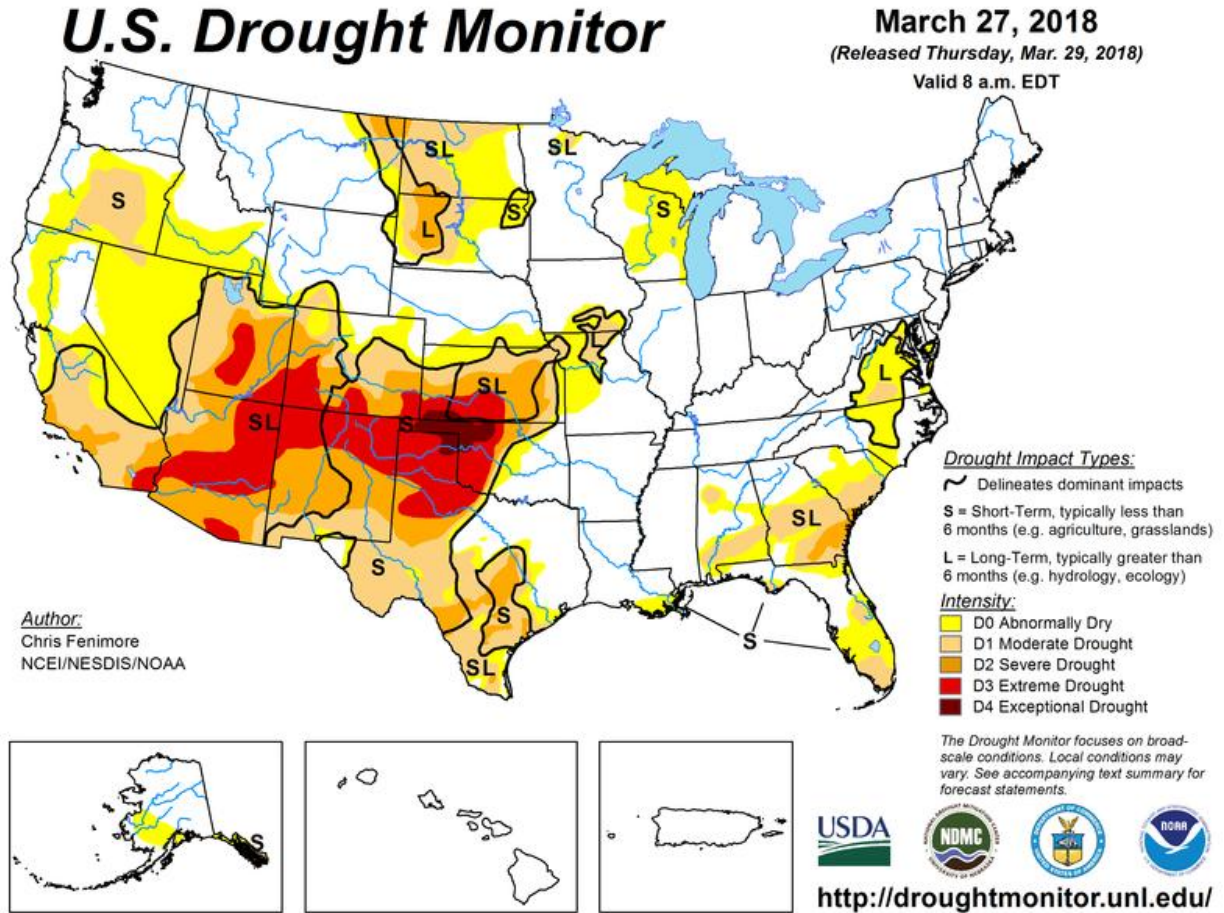 U.S. Drought Monitor
March 27, 2018
(Released Thursday, Mar. 29, 2018)
Valid 8 a.m. EDT
SL
SL
S
S
S
L
L
L
SL
SL
S
SL
S
S
SL
S
S
Drought Impact Types:
Delineates dominant impacts
S = Short-Term, typically less than
6 months (e.g. agriculture, grasslands)
L = Long-Term, typically greater than
6 months (e.g. hydrology, ecology)
Intensity:
D0 Abnormally Dry
D1 Moderate Drought
D2 Severe Drought
D3 Extreme Drought
D4 Exceptional Drought
Author:
Chris Fenimore
NCEI/NESDIS/NOAA
The Drought Monitor focuses on broad-
scale conditions. Local conditions may
vary. See accompanying text summary for
forecast statements.
USDA
NDMC
NOAA
http://droughtmonitor.unl.edu/